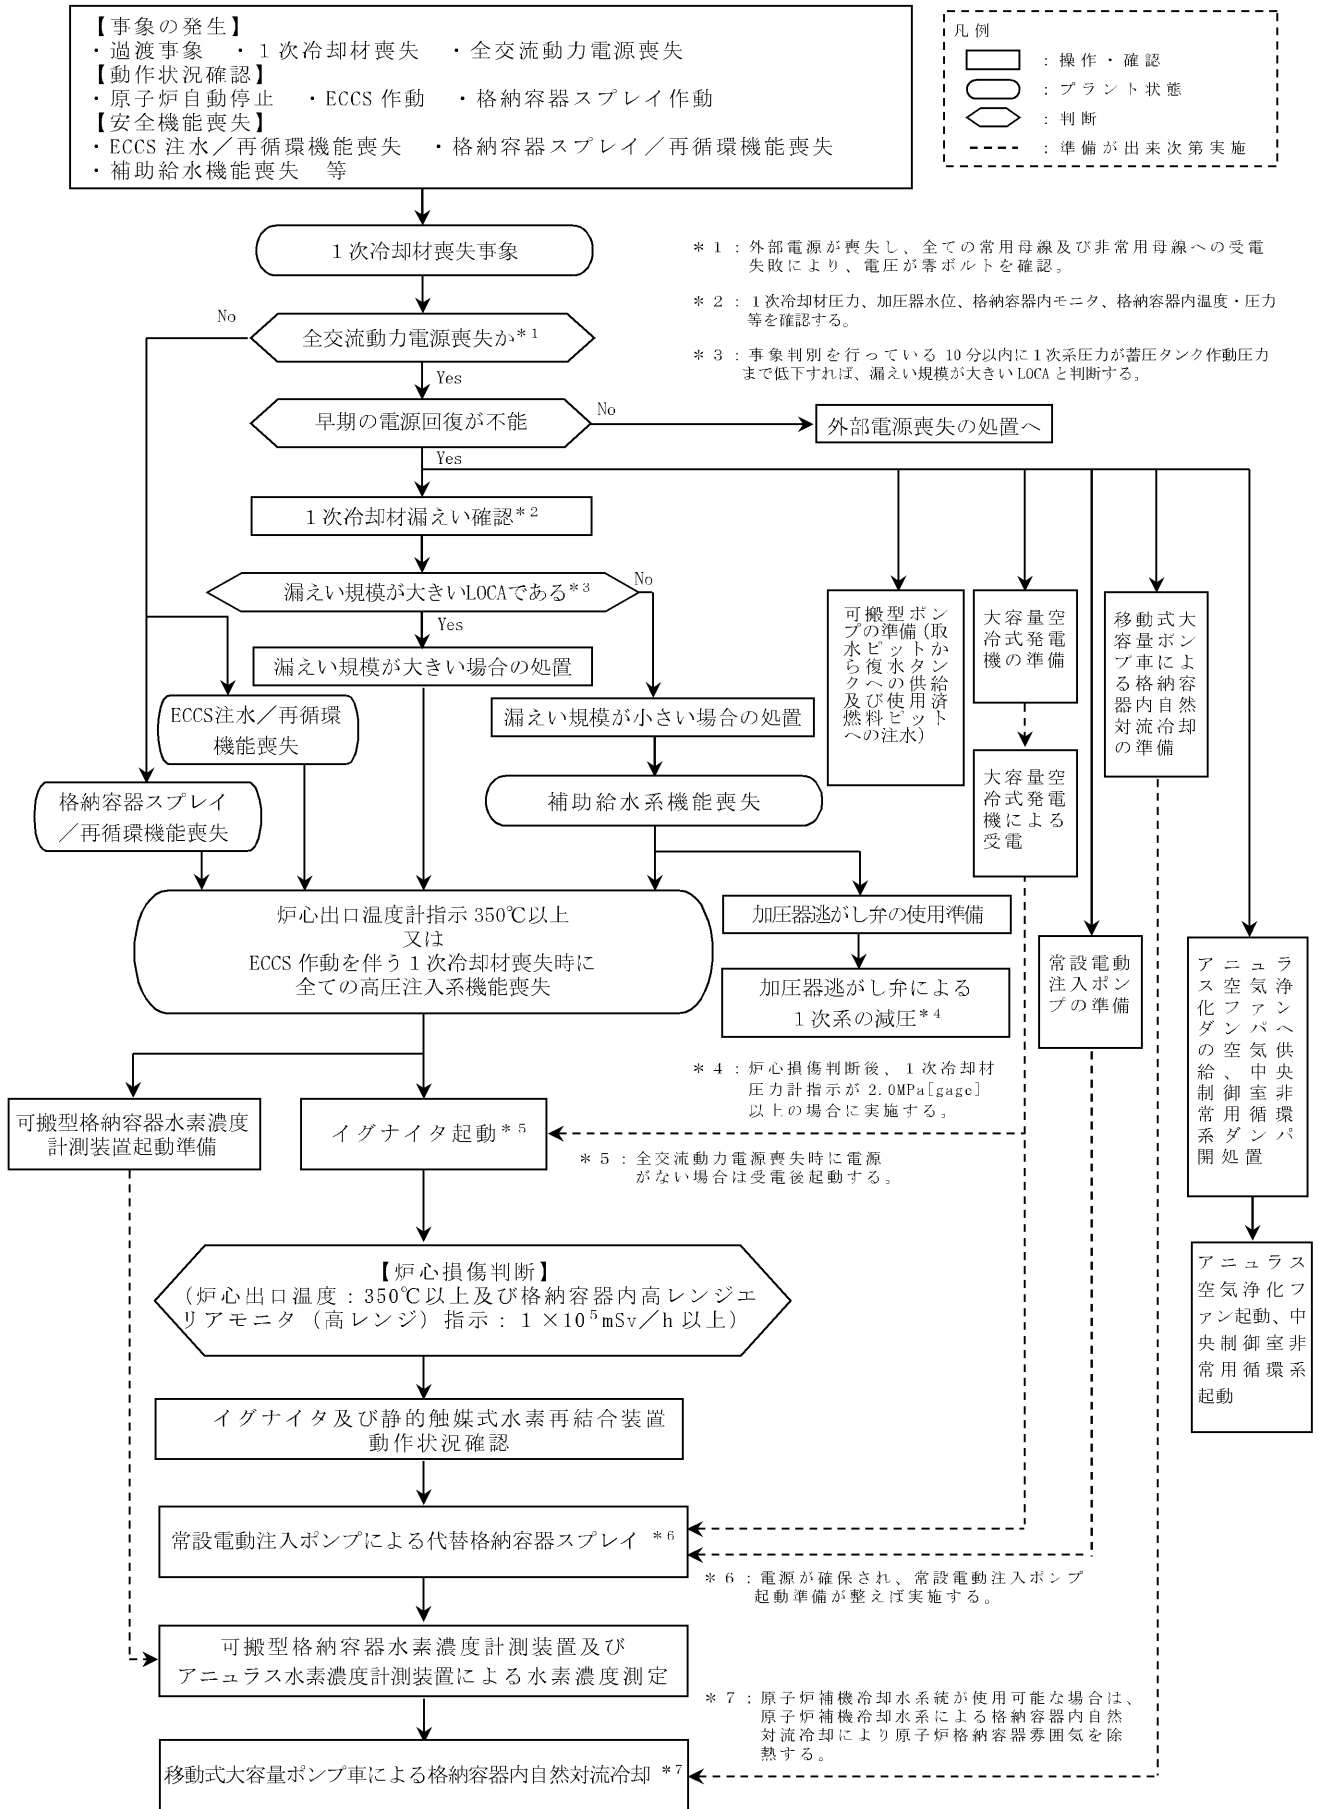 【事象の発生】
・過渡事象　・１次冷却材喪失　・全交流動力電源喪失
【動作状況確認】
・原子炉自動停止　・ECCS 作動　・格納容器スプレイ作動
【安全機能喪失】
・ECCS 注水／再循環機能喪失　・格納容器スプレイ／再循環機能喪失
・補助給水機能喪失　等
凡例
：操作・確認
：プラント状態
：判断
：準備が出来次第実施
１次冷却材喪失事象
＊１：外部電源が喪失し、全ての常用母線及び非常用母線への受電
失敗により、電圧が零ボルトを確認。
＊２：１次冷却材圧力、加圧器水位、格納容器内モニタ、格納容器内温度・圧力
等を確認する。
＊３：事象判別を行っている 10 分以内に１次系圧力が蓄圧タンク作動圧力
まで低下すれば、漏えい規模が大きい LOCA と判断する。
No
全交流動力電源喪失か＊１
Yes
早期の電源回復が不能
No
外部電源喪失の処置へ
Yes
１次冷却材漏えい確認＊２
漏えい規模が大きいLOCAである＊３
No
Yes
漏えい規模が大きい場合の処置
ECCS注水／再循環
機能喪失
漏えい規模が小さい場合の処置
格納容器スプレイ
／再循環機能喪失
補助給水系機能喪失
可搬型ポン
プの準備(取
水ピットか
ら復水タン
クへの供給
及び使用済
燃料ピット
への注水)
大容量空
冷式発電
機の準備
大容量空
冷式発電
機による
受電
移動式大
容量ポン
プ車によ
る格納容
器内自然
対流冷却
の準備
炉心出口温度計指示 350℃以上
又は
ECCS 作動を伴う１次冷却材喪失時に
全ての高圧注入系機能喪失
加圧器逃がし弁の使用準備
加圧器逃がし弁による
１次系の減圧＊４
常設電動
注入ポン
プの準備
アニュラ
ス空気浄
化ファン
ダンパへ
の空気供
給、中央
制御室非
常用循環
系ダンパ
開処置
＊４：炉心損傷判断後、１次冷却材
圧力計指示が 2.0MPa[gage]
以上の場合に実施する。
可搬型格納容器水素濃度
計測装置起動準備
イグナイタ起動＊５
＊５：全交流動力電源喪失時に電源
がない場合は受電後起動する。
アニュラス
空気浄化フ
ァン起動、中
央制御室非
常用循環系
起動
【炉心損傷判断】
（炉心出口温度：350℃以上及び格納容器内高レンジエ
リアモニタ（高レンジ）指示：１×10⁵mSv／h 以上）
イグナイタ及び静的触媒式水素再結合装置
動作状況確認
常設電動注入ポンプによる代替格納容器スプレイ ＊６
＊６：電源が確保され、常設電動注入ポンプ
起動準備が整えば実施する。
可搬型格納容器水素濃度計測装置及び
アニュラス水素濃度計測装置による水素濃度測定
＊７：原子炉補機冷却水系統が使用可能な場合は、
原子炉補機冷却水系による格納容器内自然
対流冷却により原子炉格納容器雰囲気を除
熱する。
移動式大容量ポンプ車による格納容器内自然対流冷却 ＊７